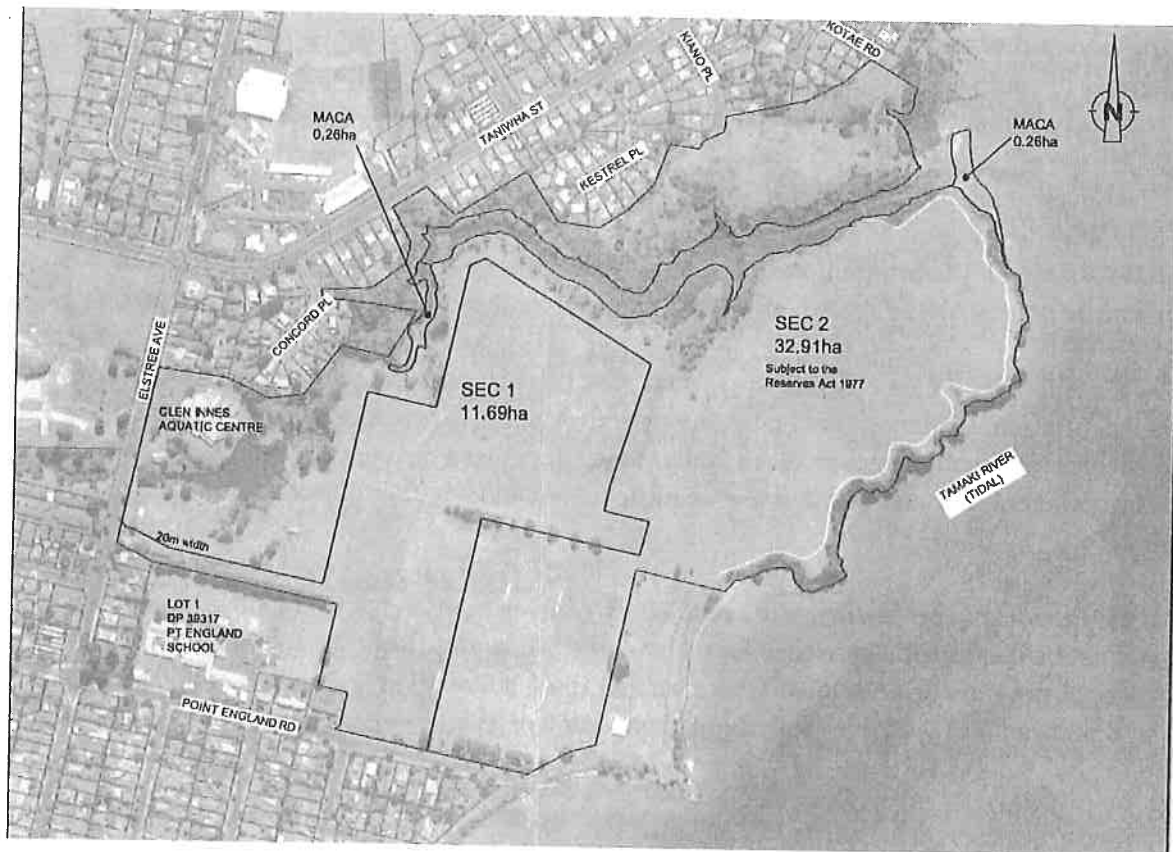 KOTAE RD
KIANO PL
MACA
0,26ha
TANIWHA ST
N
MACA
0.26ha
KESTREL PL
CONCORD PL
ELSTREE AVE
SEC 2
32,91ha
Subject to the
Reserves Act 1977
SEC 1
11.69ha
GLEN INNES
AQUATIC CENTRE
TAMAKI RIVER
(TIDAL)
20m width
LOT 1
DP 39317
PT ENGLAND
SCHOOL
POINT ENGLAND RD